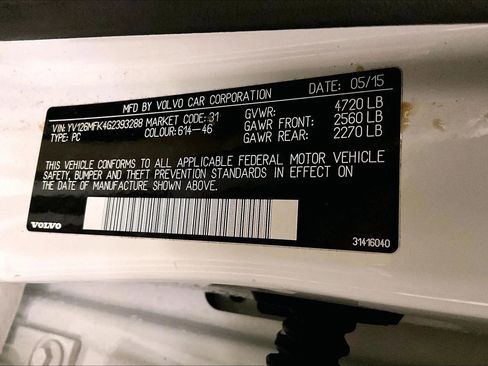 MFD BY VOLVO CAR CORPORATION DATE: 05/15
VIN: YV126MFK4G2393288 MARKET CODE: 31 GVWR: 4720 LB
TYPE: PC COLOUR: 614-46 GAWR FRONT: 2560 LB
GAWR REAR: 2270 LB
THIS VEHICLE CONFORMS TO ALL APPLICABLE FEDERAL MOTOR VEHICLE
SAFETY, BUMPER AND THEFT PREVENTION STANDARDS IN EFFECT ON
THE DATE OF MANUFACTURE SHOWN ABOVE.
VOLVO 31416040